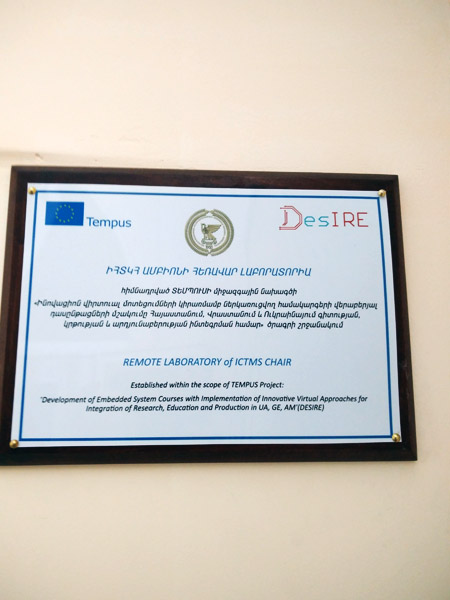 Tempus
DesIRE
ԻՀՏԿՀ ԱՄԲԻՈՆԻ ՀԵՌԱՎԱՐ ԼԱԲՈՐԱՏՈՐԻԱ
հիմնադրված ՏԵՄՊՈՒՍԻ միջազգային նախագծի
«Ինովացիոն վիրտուալ մոտեցումների կիրառմամբ ներկառուցվող համակարգերի վերաբերյալ
դասընթացների մշակումը Հայաստանում, Վրաստանում և Ուկրաինայում գիտության,
կրթության և արդյունաբերության ինտեգրման համար» ծրագրի շրջանակում
REMOTE LABORATORY of ICTMS CHAIR
Established within the scope of TEMPUS Project:
"Development of Embedded System Courses with Implementation of Innovative Virtual Approaches for
Integration of Research, Education and Production in UA, GE, AM"(DESIRE)